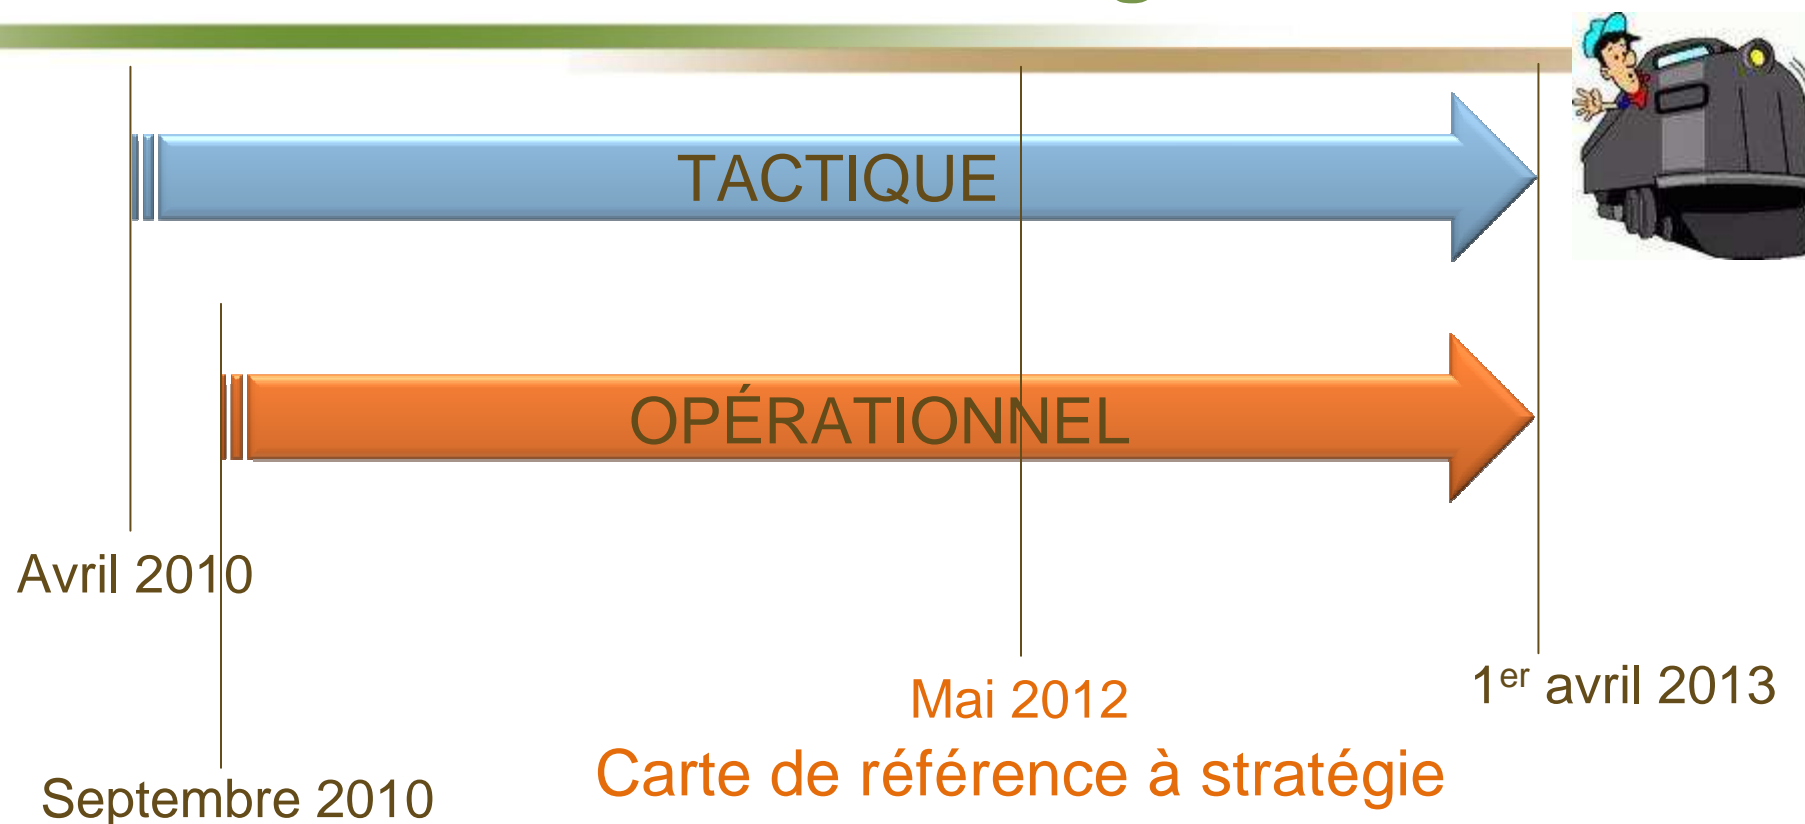 TACTIQUE
OPÉRATIONNEL
Avril 2010
Mai 2012
1er avril 2013
Carte de référence à stratégie
Septembre 2010